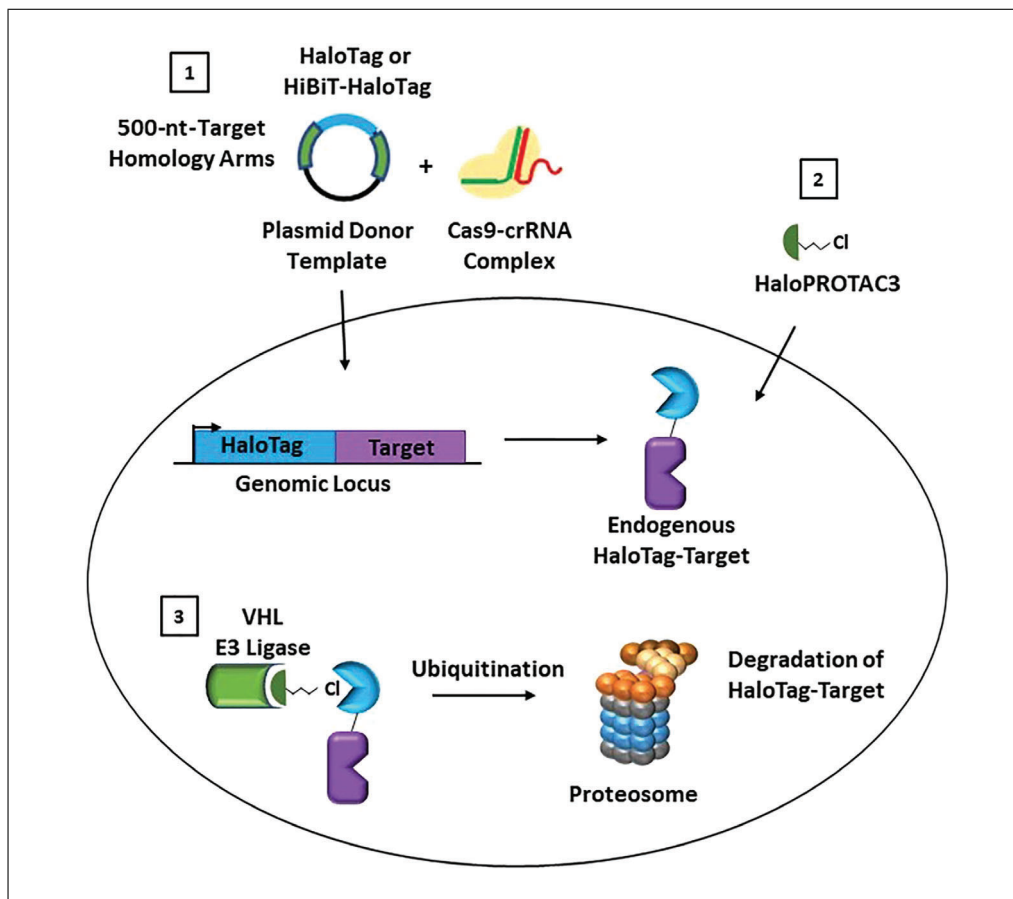 1
HaloTag or
HiBiT-HaloTag
500-nt-Target
Homology Arms
+
Plasmid Donor
Template
Cas9-crRNA
Complex
2
Cl
HaloPROTAC3
HaloTag
Target
Genomic Locus
Endogenous
HaloTag-Target
3
VHL
E3 Ligase
Cl
Ubiquitination
Degradation of
HaloTag-Target
Proteosome